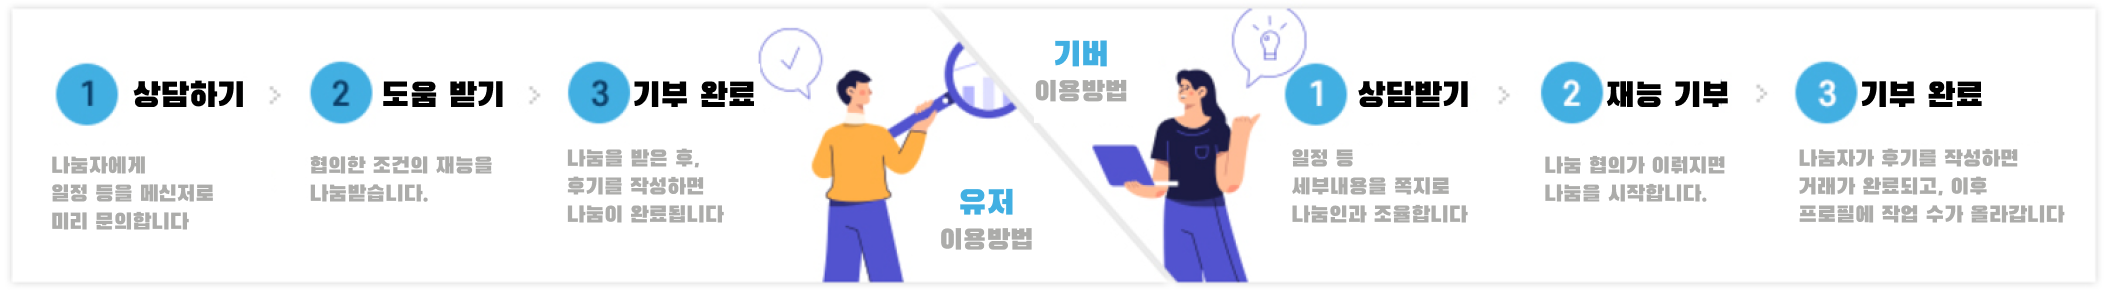 1 상담하기
나눔자에게
일정 등을 메신저로
미리 문의합니다
2 도움 받기
협의한 조건의 재능을
나눔받습니다.
3 기부 완료
나눔을 받은 후,
후기를 작성하면
나눔이 완료됩니다
유저
이용방법
기버
이용방법
1 상담받기
일정 등
세부내용을 쪽지로
나눔인과 조율합니다
2 재능 기부
나눔 협의가 이뤄지면
나눔을 시작합니다.
3 기부 완료
나눔자가 후기를 작성하면
거래가 완료되고, 이후
프로필에 작업 수가 올라갑니다